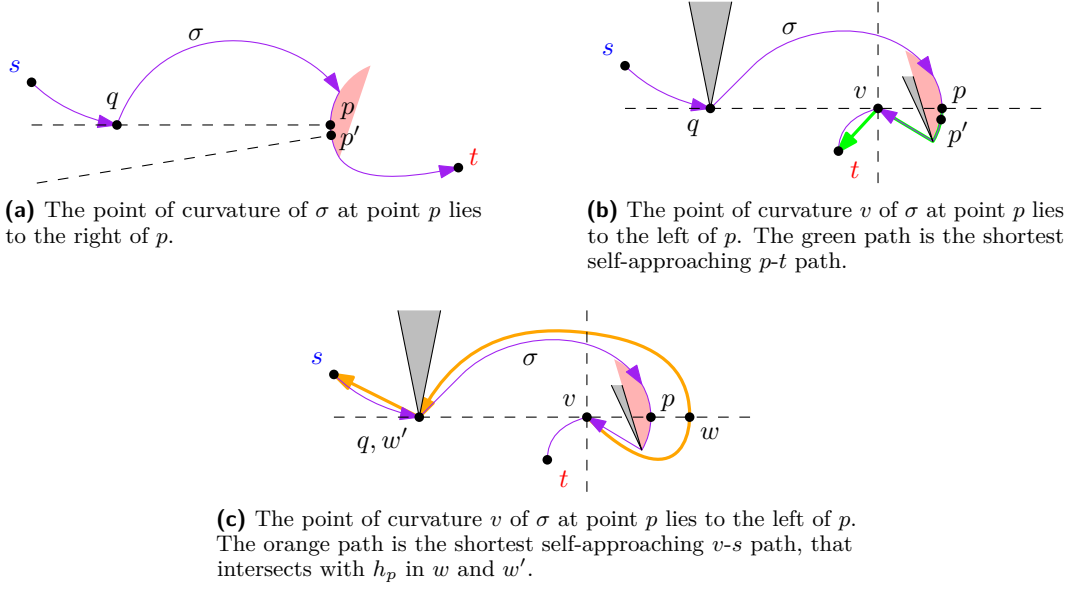 σ
s
q
p
p′
t
(a) The point of curvature of σ at point p lies
to the right of p.
σ
s
q
v
p
p′
t
(b) The point of curvature v of σ at point p lies
to the left of p. The green path is the shortest
self-approaching p-t path.
σ
s
q, w′
v
p
w
t
(c) The point of curvature v of σ at point p lies to the left of p.
The orange path is the shortest self-approaching v-s path, that
intersects with hₚ in w and w′.